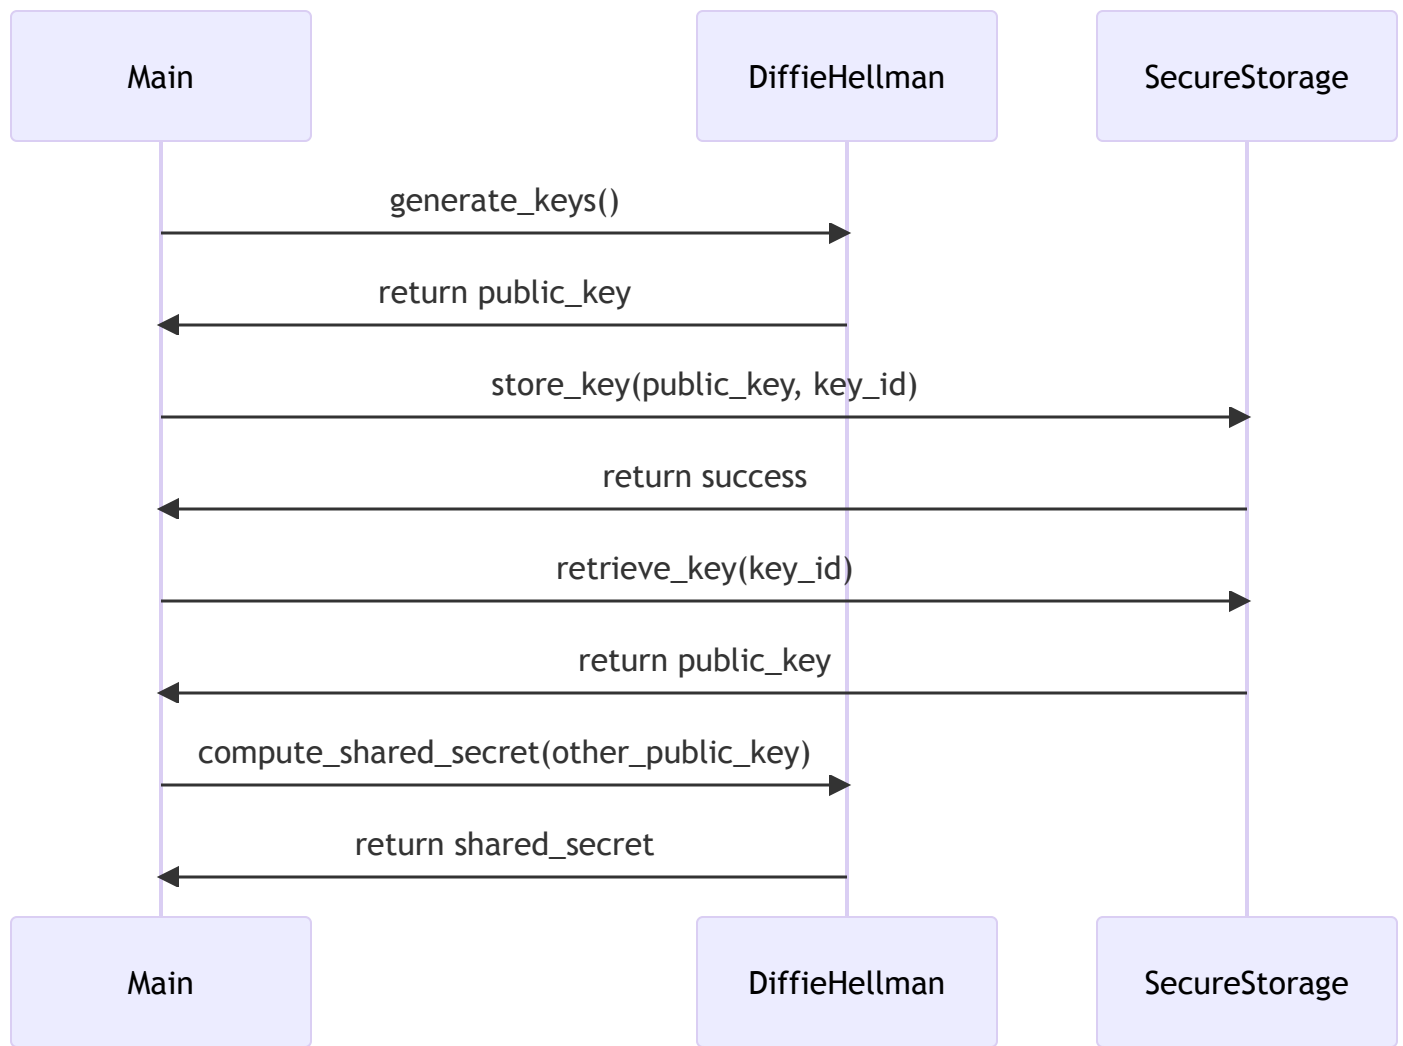 Main
DiffieHellman
SecureStorage
generate_keys()
return public_key
store_key(public_key, key_id)
return success
retrieve_key(key_id)
return public_key
compute_shared_secret(other_public_key)
return shared_secret
Main
DiffieHellman
SecureStorage